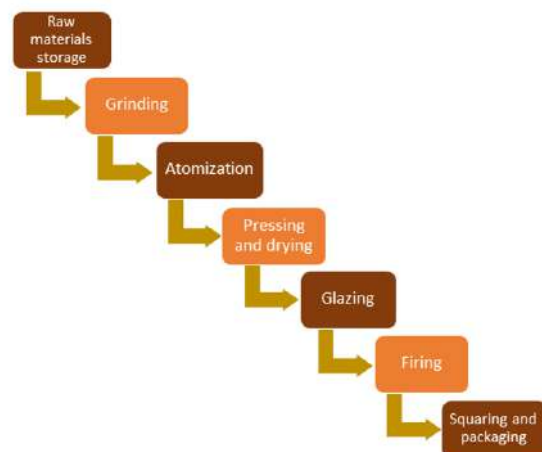 Raw
materials
storage
Grinding
Atomization
Pressing
and drying
Glazing
Firing
Squaring and
packaging